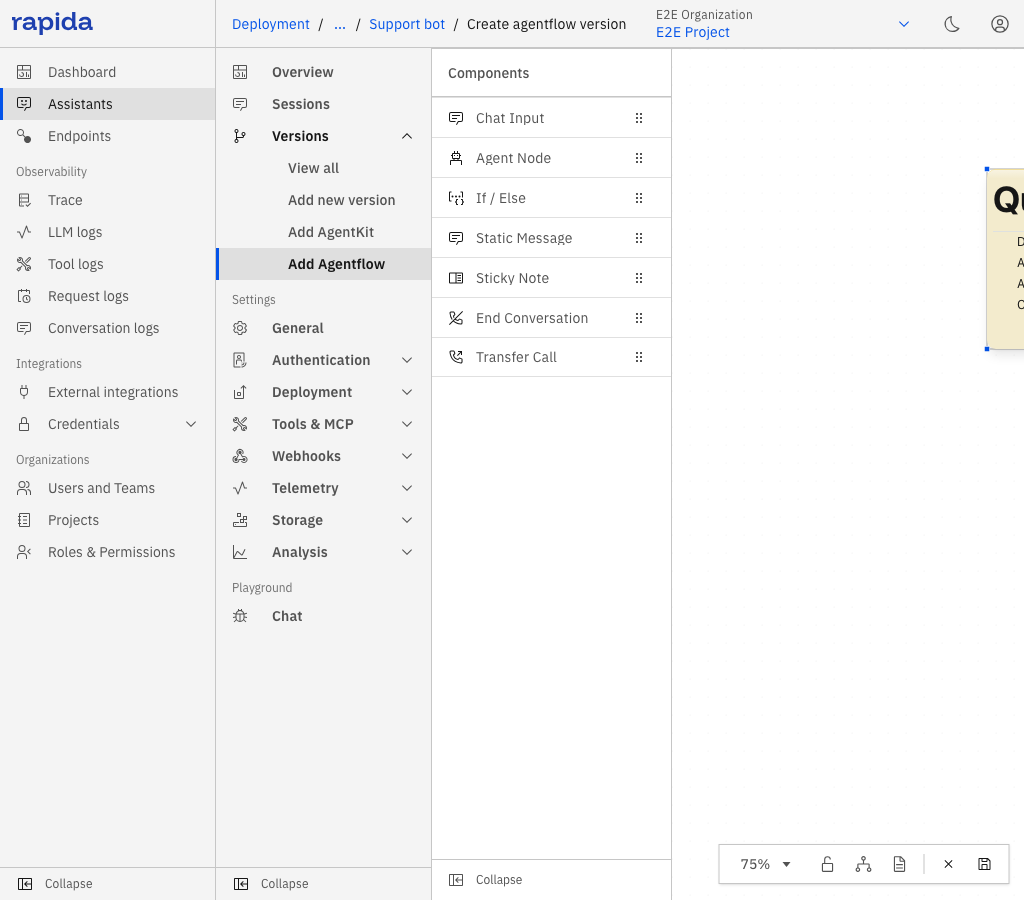 rapida
Deployment / ... / Support bot / Create agentflow version
E2E Organization
E2E Project
Dashboard
Assistants
Endpoints
Observability
Trace
LLM logs
Tool logs
Request logs
Conversation logs
Integrations
External integrations
Credentials
Organizations
Users and Teams
Projects
Roles & Permissions
Collapse
Overview
Sessions
Versions
View all
Add new version
Add AgentKit
Add Agentflow
Settings
General
Authentication
Deployment
Tools & MCP
Webhooks
Telemetry
Storage
Analysis
Playground
Chat
Collapse
Components
Chat Input
Agent Node
If / Else
Static Message
Sticky Note
End Conversation
Transfer Call
Collapse
75%